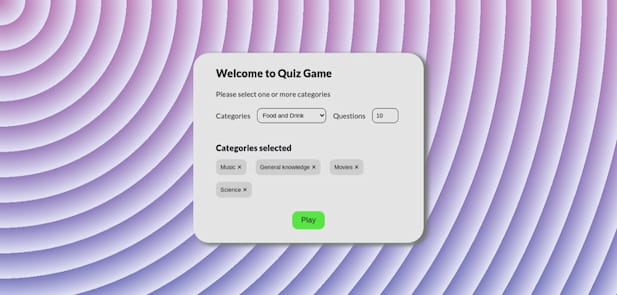 Welcome to Quiz Game
Please select one or more categories
Categories Food and Drink Questions 10
Categories selected
Music × General knowledge × Movies ×
Science ×
Play